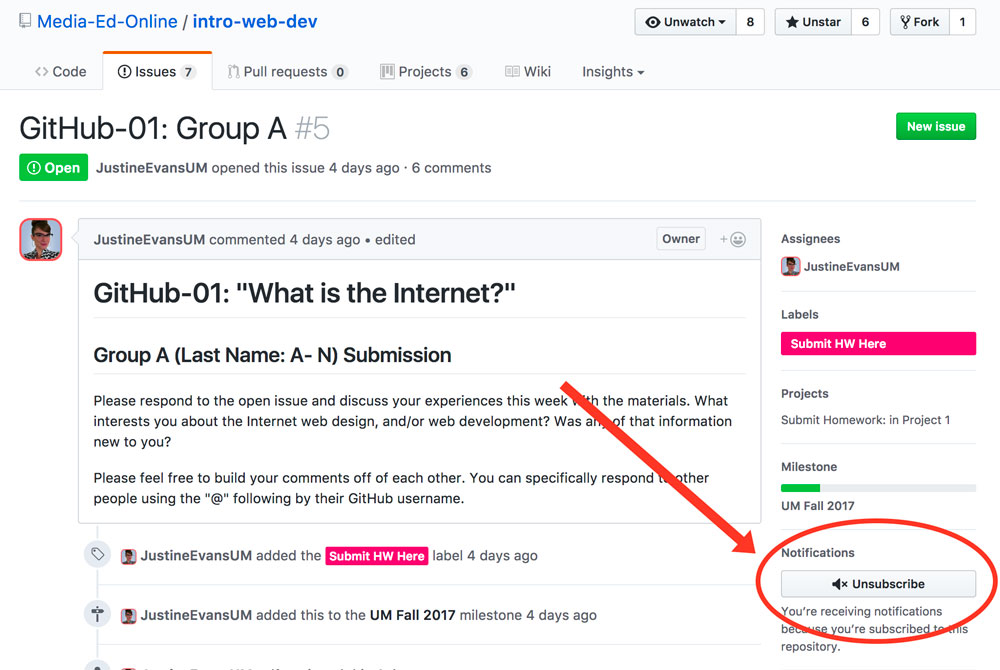 Media-Ed-Online / intro-web-dev
Unwatch 8 Unstar 6 Fork 1
Code Issues 7 Pull requests 0 Projects 6 Wiki Insights
GitHub-01: Group A #5
New issue
Open JustineEvansUM opened this issue 4 days ago · 6 comments
JustineEvansUM commented 4 days ago • edited
Owner
GitHub-01: "What is the Internet?"
Group A (Last Name: A- N) Submission
Please respond to the open issue and discuss your experiences this week with the materials. What
interests you about the Internet web design, and/or web development? Was any of that information
new to you?
Please feel free to build your comments off of each other. You can specifically respond to other
people using the "@" following by their GitHub username.
JustineEvansUM added the Submit HW Here label 4 days ago
JustineEvansUM added this to the UM Fall 2017 milestone 4 days ago
Assignees
JustineEvansUM
Labels
Submit HW Here
Projects
Submit Homework: in Project 1
Milestone
UM Fall 2017
Notifications
Unsubscribe
You're receiving notifications
because you're subscribed to this
repository.